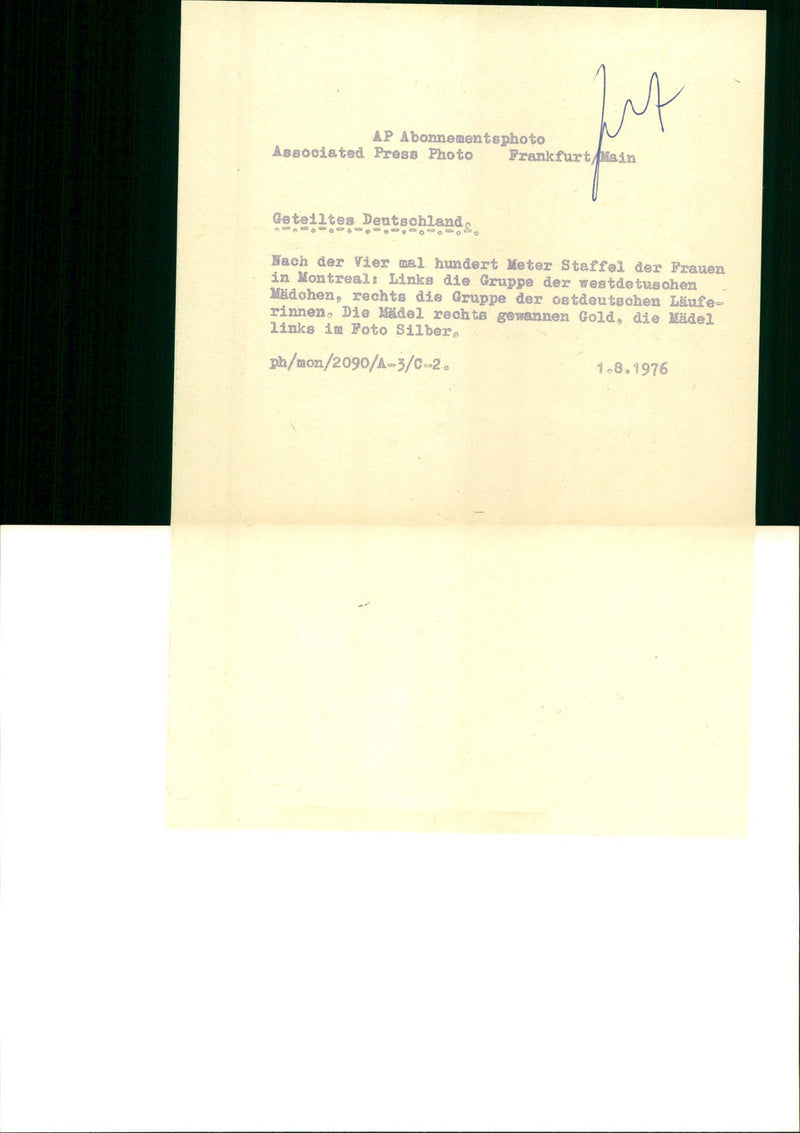 AP Abonnementsphoto
Associated Press Photo Frankfurt/Main
Geteiltes Deutschland.
Nach der Vier mal hundert Meter Staffel der Frauen
in Montreal: Links die Gruppe der westdetuschen
Mädchen, rechts die Gruppe der ostdeutschen Läufe=
rinnen. Die Mädel rechts gewannen Gold, die Mädel
links im Foto Silber.
ph/mon/2090/A-3/C-2. 1.8.1976